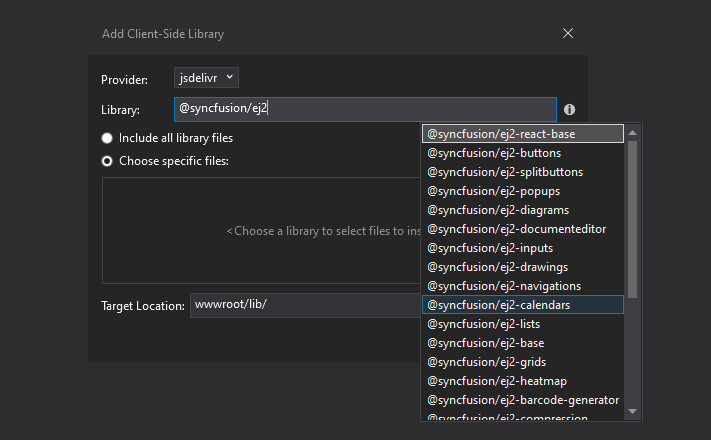 Add Client-Side Library
Provider: jsdelivr
Library: @syncfusion/ej2
Include all library files
Choose specific files:
<Choose a library to select files to ins
Target Location: wwwroot/lib/
@syncfusion/ej2-react-base
@syncfusion/ej2-buttons
@syncfusion/ej2-splitbuttons
@syncfusion/ej2-popups
@syncfusion/ej2-diagrams
@syncfusion/ej2-documenteditor
@syncfusion/ej2-inputs
@syncfusion/ej2-drawings
@syncfusion/ej2-navigations
@syncfusion/ej2-calendars
@syncfusion/ej2-lists
@syncfusion/ej2-base
@syncfusion/ej2-grids
@syncfusion/ej2-heatmap
@syncfusion/ej2-barcode-generator
@syncfusion/ej2-compression